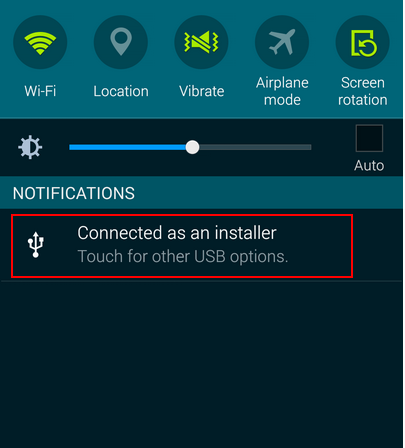 Wi-Fi
Location
Vibrate
Airplane
mode
Screen
rotation
Auto
NOTIFICATIONS
Connected as an installer
Touch for other USB options.